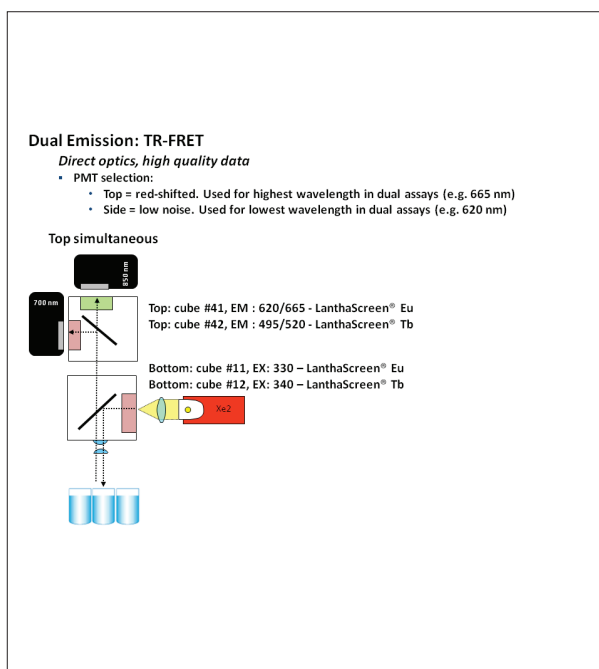 Dual Emission: TR-FRET
Direct optics, high quality data
▪ PMT selection:
• Top = red-shifted. Used for highest wavelength in dual assays (e.g. 665 nm)
• Side = low noise. Used for lowest wavelength in dual assays (e.g. 620 nm)
Top simultaneous
850 nm
700 nm
Top: cube #41, EM : 620/665 - LanthaScreen® Eu
Top: cube #42, EM : 495/520 - LanthaScreen® Tb
Bottom: cube #11, EX: 330 – LanthaScreen® Eu
Bottom: cube #12, EX: 340 – LanthaScreen® Tb
Xe2